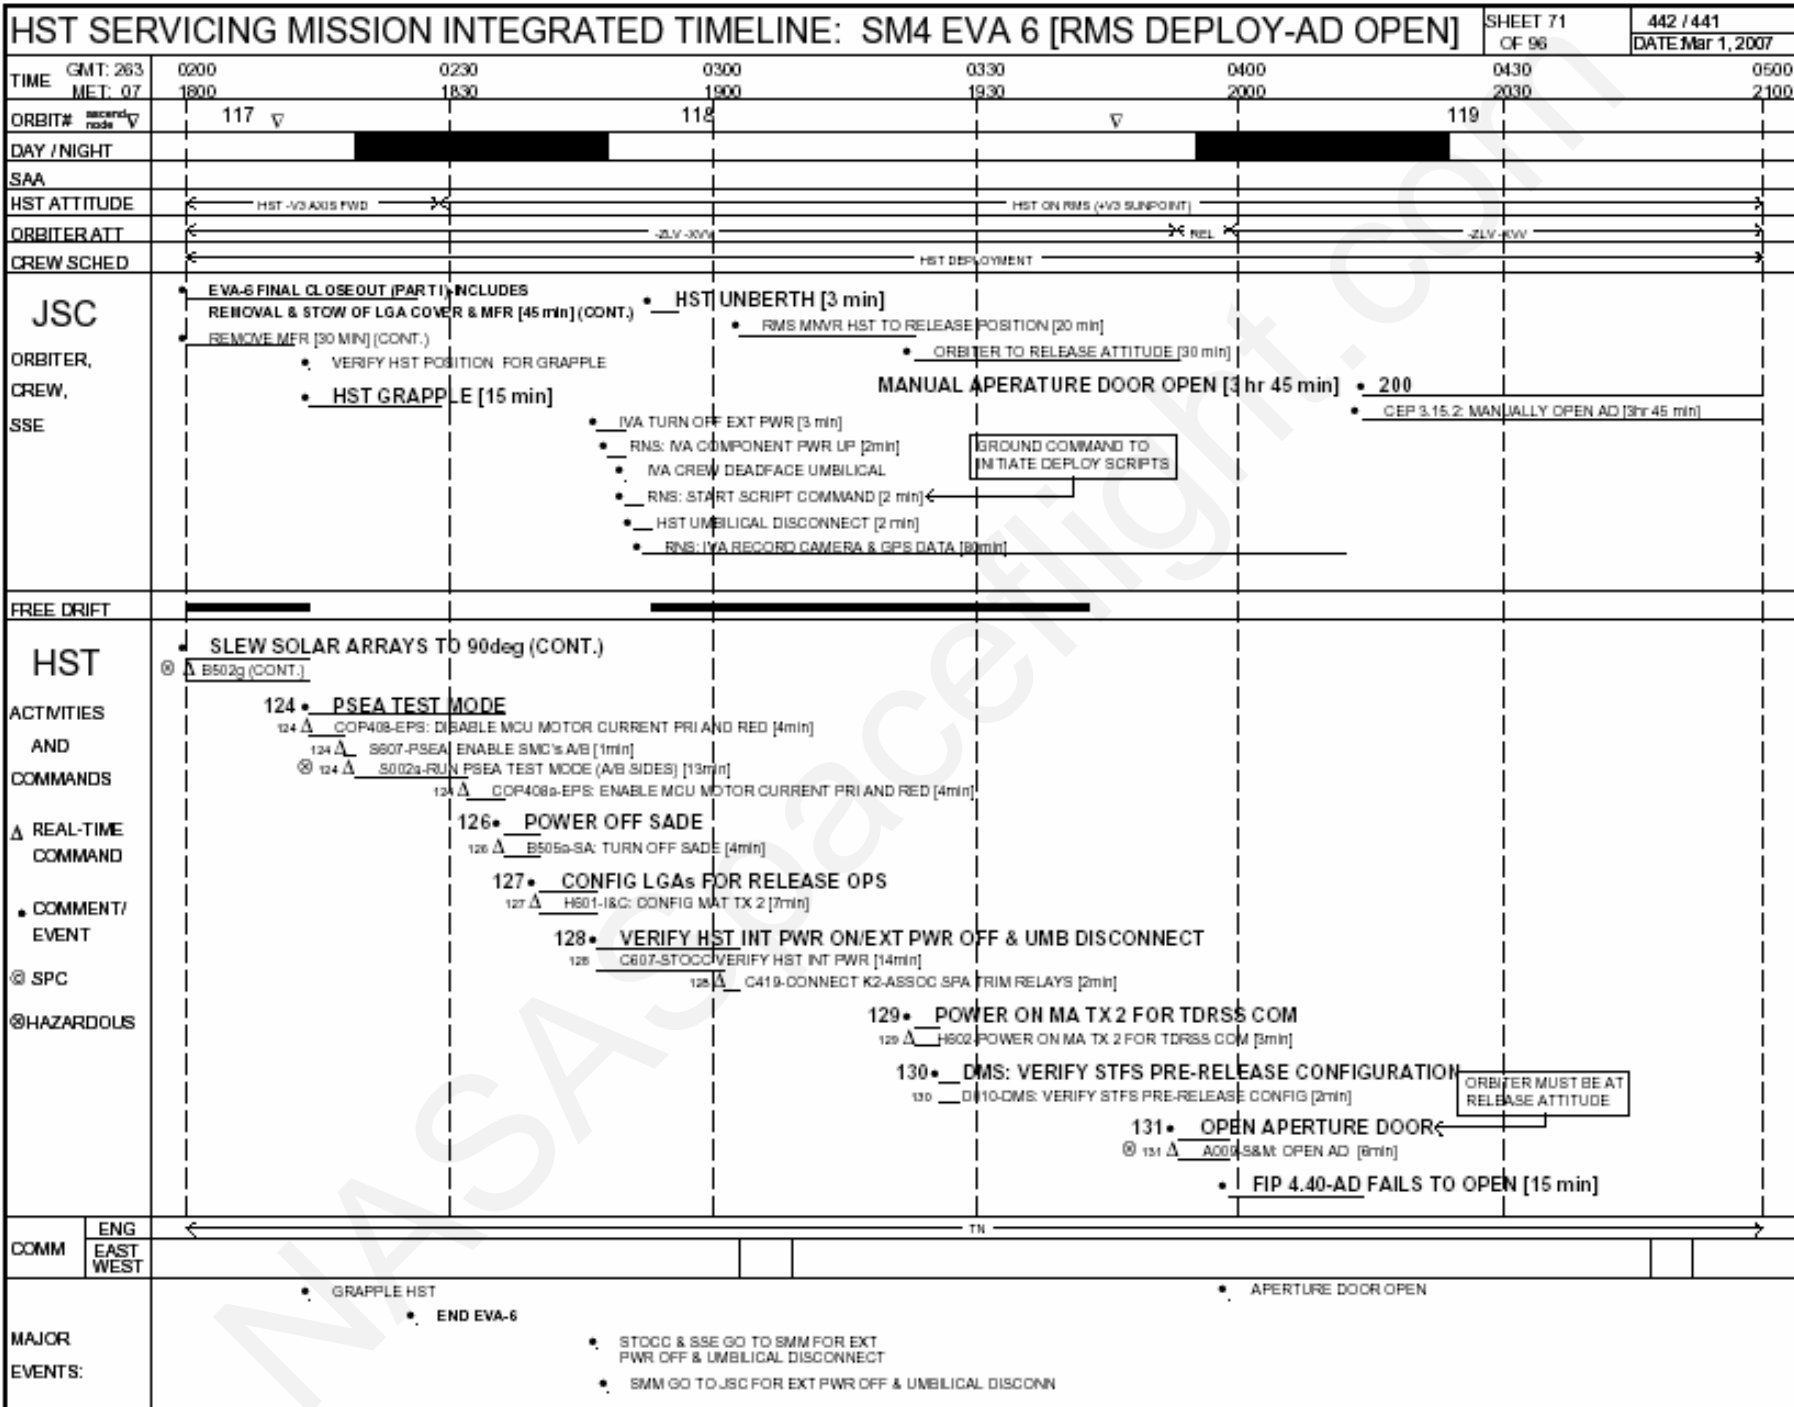 HST SERVICING MISSION INTEGRATED TIMELINE: SM4 EVA 6 [RMS DEPLOY-AD OPEN]
SHEET 71
OF 96
442 / 441
DATE:Mar 1, 2007
TIME GMT: 263 0200 0230 0300 0330 0400 0430 0500
MET: 07 1800 1830 1900 1930 2000 2030 2100
ORBIT# ascend node 117 118 119
DAY / NIGHT
SAA
HST ATTITUDE HST -V3 AXIS FWD HST ON RMS (+V3 SUNPOINT)
ORBITER ATT -ZLV -XVV REL -ZLV -XVV
CREW SCHED HST DEPLOYMENT
JSC
ORBITER,
CREW,
SSE
EVA-6 FINAL CLOSEOUT (PART I) INCLUDES
REMOVAL & STOW OF LGA COVER & MFR [45 min] (CONT.)
HST UNBERTH [3 min]
RMS MNVR HST TO RELEASE POSITION [20 min]
REMOVE MFR [30 MIN] (CONT.)
ORBITER TO RELEASE ATTITUDE [30 min]
VERIFY HST POSITION FOR GRAPPLE
MANUAL APERATURE DOOR OPEN [3 hr 45 min] 200
HST GRAPPLE [15 min]
CEP 3.15.2: MANUALLY OPEN AD [3hr 45 min]
IVA TURN OFF EXT PWR [3 min]
RNS: IVA COMPONENT PWR UP [2min]
GROUND COMMAND TO
INITIATE DEPLOY SCRIPTS
IVA CREW DEADFACE UMBILICAL
RNS: START SCRIPT COMMAND [2 min]
HST UMBILICAL DISCONNECT [2 min]
RNS: IVA RECORD CAMERA & GPS DATA [80min]
FREE DRIFT
HST
ACTIVITIES
AND
COMMANDS
Δ REAL-TIME
COMMAND
• COMMENT/
EVENT
SPC
⊗HAZARDOUS
SLEW SOLAR ARRAYS TO 90deg (CONT.)
⊗ Δ B502g (CONT.)
124 • PSEA TEST MODE
124 Δ COP408-EPS: DISABLE MCU MOTOR CURRENT PRI AND RED [4min]
124 Δ S607-PSEA ENABLE SMC's A/B [1min]
⊗ 124 Δ S002a-RUN PSEA TEST MODE (A/B SIDES) [13min]
124 Δ COP408a-EPS: ENABLE MCU MOTOR CURRENT PRI AND RED [4min]
126• POWER OFF SADE
126 Δ B505a-SA: TURN OFF SADE [4min]
127• CONFIG LGAs FOR RELEASE OPS
127 Δ H601-I&C: CONFIG MAT TX 2 [7min]
128• VERIFY HST INT PWR ON/EXT PWR OFF & UMB DISCONNECT
128 C607-STOCC VERIFY HST INT PWR [14min]
128 Δ C419-CONNECT K2-ASSOC SPA TRIM RELAYS [2min]
129• POWER ON MA TX 2 FOR TDRSS COM
129 Δ H602-POWER ON MA TX 2 FOR TDRSS COM [3min]
130• DMS: VERIFY STFS PRE-RELEASE CONFIGURATION
130 D010-DMS: VERIFY STFS PRE-RELEASE CONFIG [2min]
ORBITER MUST BE AT
RELEASE ATTITUDE
131• OPEN APERTURE DOOR
⊗ 131 Δ A009-S&M: OPEN AD [6min]
• FIP 4.40-AD FAILS TO OPEN [15 min]
COMM ENG TN
EAST
WEST
MAJOR
EVENTS:
GRAPPLE HST
APERTURE DOOR OPEN
END EVA-6
STOCC & SSE GO TO SMM FOR EXT
PWR OFF & UMBILICAL DISCONNECT
SMM GO TO JSC FOR EXT PWR OFF & UMBILICAL DISCONN
NASASpaceflight.com